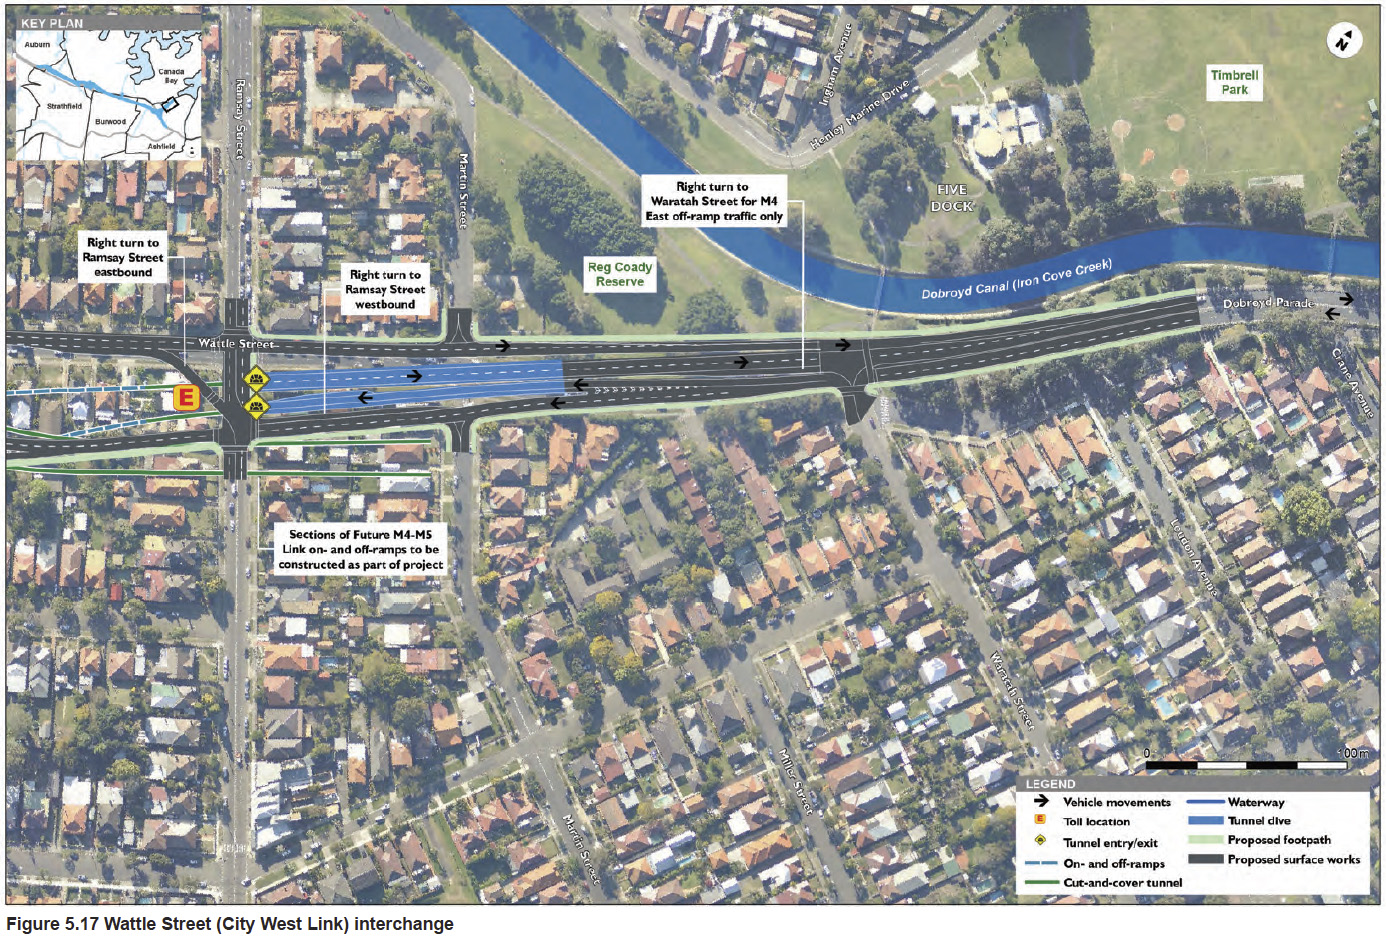 KEY PLAN
Auburn
Canada
Bay
Strathfield
Burwood
Ashfield
Ramsay Street
Martin Street
Ingham Avenue
Henley Marine Drive
N
Timbrell
Park
Right turn to
Waratah Street for M4
East off-ramp traffic only
FIVE
DOCK
Right turn to
Ramsay Street
eastbound
Right turn to
Ramsay Street
westbound
Reg Coady
Reserve
Dobroyd Canal (Iron Cove Creek)
Dobroyd Parade
Wattle Street
Crane Avenue
E
Sections of Future M4-M5
Link on- and off-ramps to be
constructed as part of project
Loudon Avenue
Waratah Street
Miller Street
Martin Street
0
100 m
LEGEND
Vehicle movements
E Toll location
Tunnel entry/exit
On- and off-ramps
Cut-and-cover tunnel
Waterway
Tunnel dive
Proposed footpath
Proposed surface works
Figure 5.17 Wattle Street (City West Link) interchange